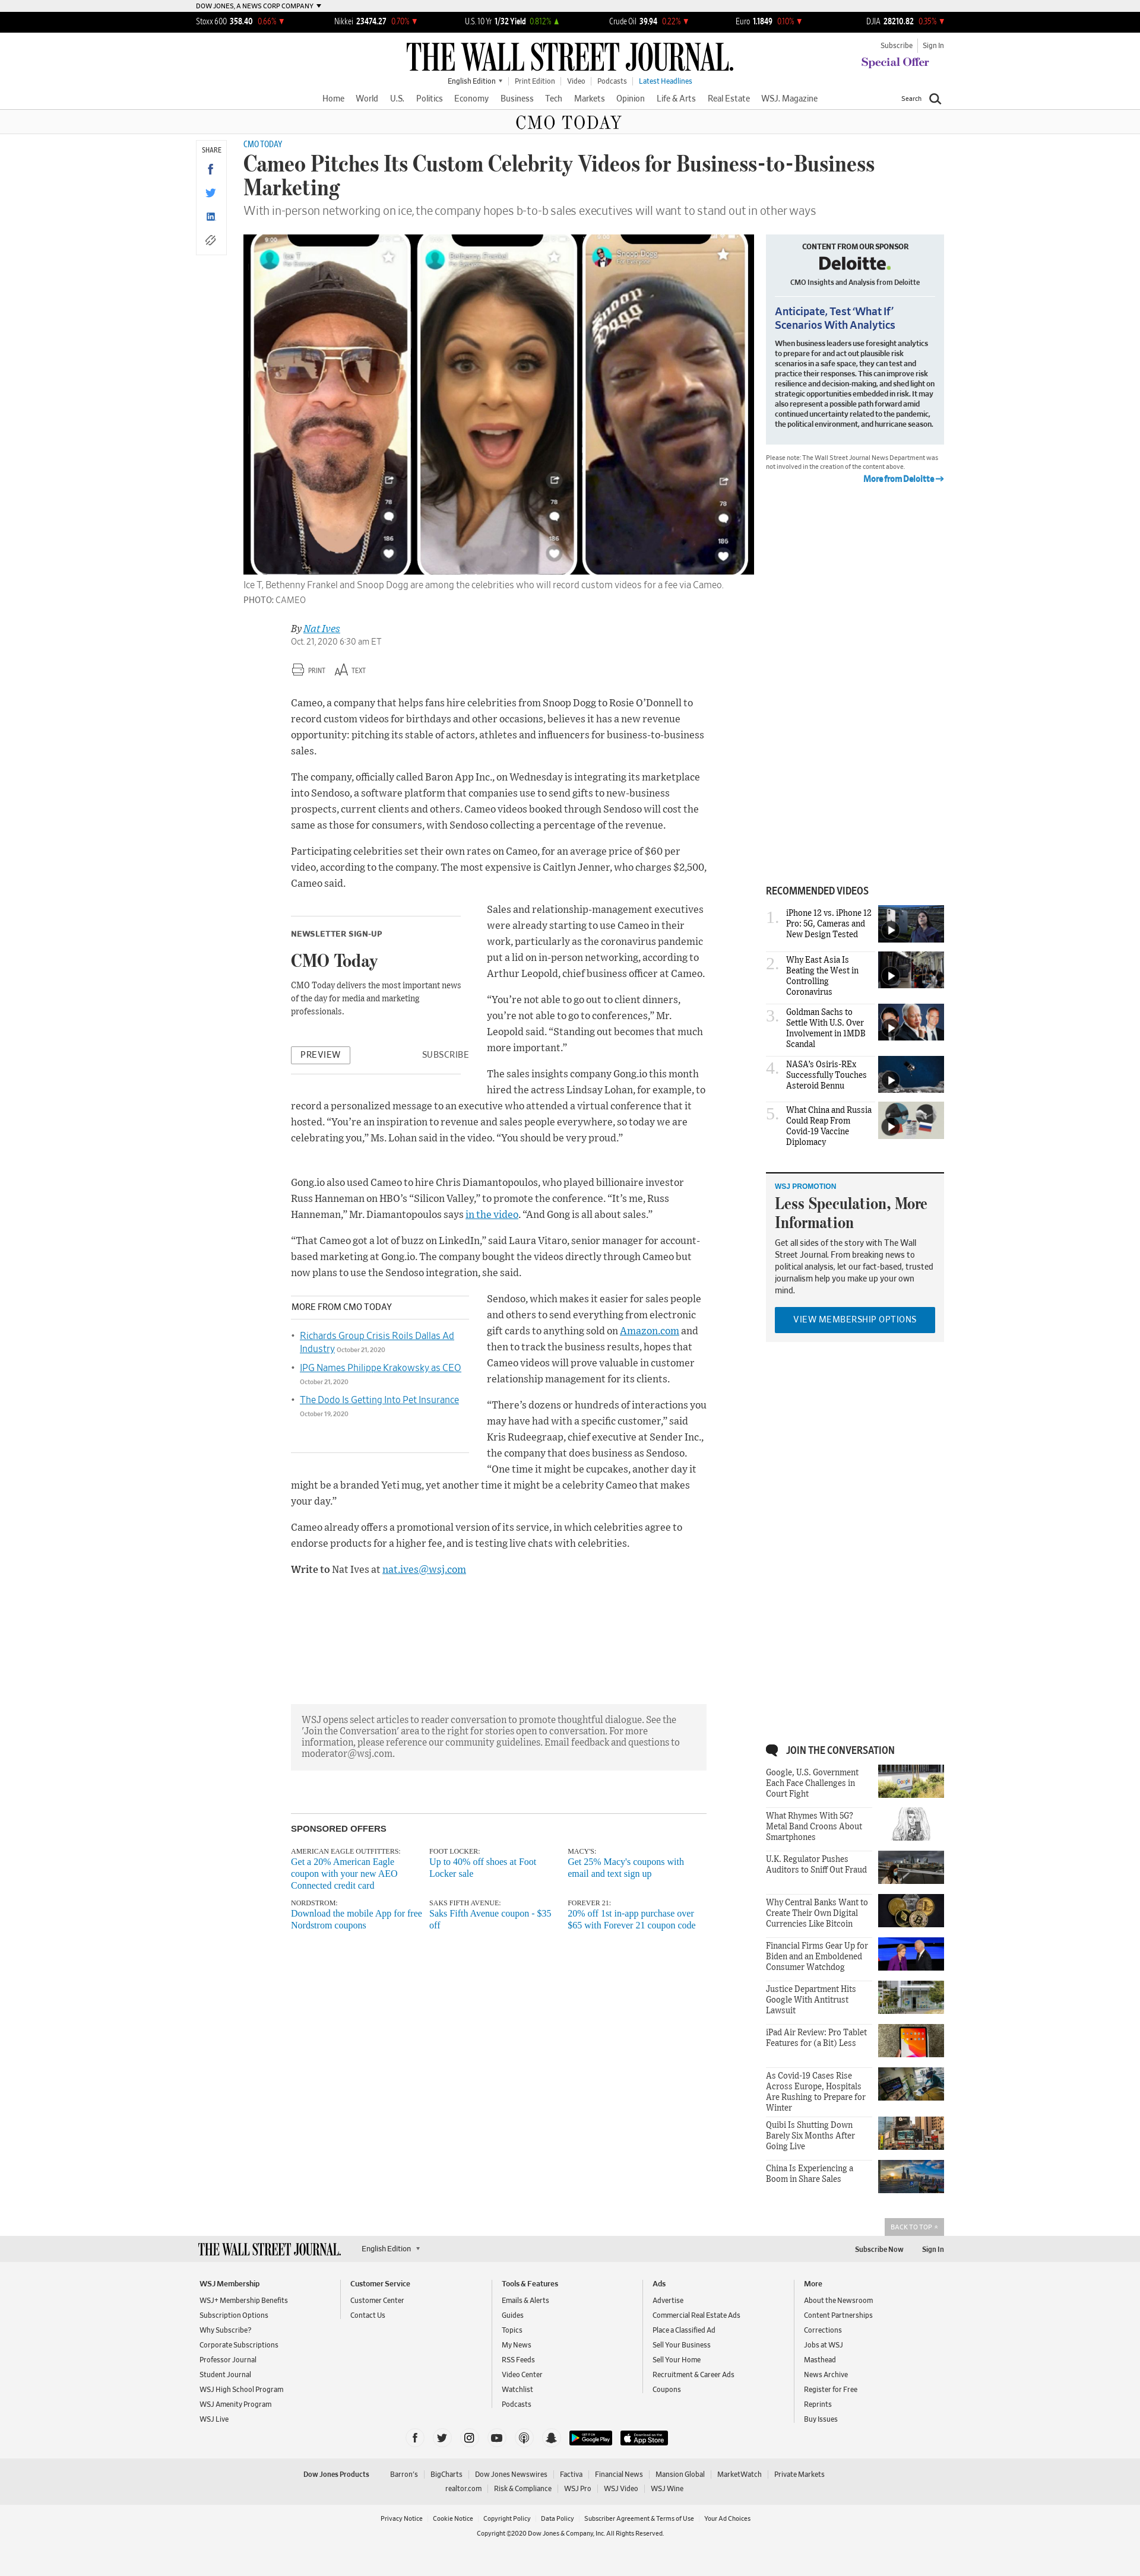 DOW JONES, A NEWS CORP COMPANY ▼
Stoxx 600 358.40 0.66% ▼
Nikkei 23474.27 0.70% ▼
U.S. 10 Yr 1/32 Yield 0.812% ▲
Crude Oil 39.94 0.22% ▼
Euro 1.1849 0.10% ▼
DJIA 28210.82 0.35% ▼
THE WALL STREET JOURNAL.
Subscribe | Sign In
Special Offer
English Edition ▼ | Print Edition | Video | Podcasts | Latest Headlines
Home World U.S. Politics Economy Business Tech Markets Opinion Life & Arts Real Estate WSJ. Magazine
Search
CMO TODAY
SHARE
CMO TODAY
Cameo Pitches Its Custom Celebrity Videos for Business-to-Business
Marketing
With in-person networking on ice, the company hopes b-to-b sales executives will want to stand out in other ways
Ice T
Bethenny Frankel
Snoop Dogg
78
186
78
186
78
186
Ice T, Bethenny Frankel and Snoop Dogg are among the celebrities who will record custom videos for a fee via Cameo.
PHOTO: CAMEO
By Nat Ives
Oct. 21, 2020 6:30 am ET
PRINT
AA TEXT
Cameo, a company that helps fans hire celebrities from Snoop Dogg to Rosie O’Donnell to
record custom videos for birthdays and other occasions, believes it has a new revenue
opportunity: pitching its stable of actors, athletes and influencers for business-to-business
sales.
The company, officially called Baron App Inc., on Wednesday is integrating its marketplace
into Sendoso, a software platform that companies use to send gifts to new-business
prospects, current clients and others. Cameo videos booked through Sendoso will cost the
same as those for consumers, with Sendoso collecting a percentage of the revenue.
Participating celebrities set their own rates on Cameo, for an average price of $60 per
video, according to the company. The most expensive is Caitlyn Jenner, who charges $2,500,
Cameo said.
NEWSLETTER SIGN-UP
CMO Today
CMO Today delivers the most important news
of the day for media and marketing
professionals.
PREVIEW
SUBSCRIBE
Sales and relationship-management executives
were already starting to use Cameo in their
work, particularly as the coronavirus pandemic
put a lid on in-person networking, according to
Arthur Leopold, chief business officer at Cameo.
“You’re not able to go out to client dinners,
you’re not able to go to conferences,” Mr.
Leopold said. “Standing out becomes that much
more important.”
The sales insights company Gong.io this month
hired the actress Lindsay Lohan, for example, to
record a personalized message to an executive who attended a virtual conference that it
hosted. “You’re an inspiration to revenue and sales people everywhere, so today we are
celebrating you,” Ms. Lohan said in the video. “You should be very proud.”
Gong.io also used Cameo to hire Chris Diamantopoulos, who played billionaire investor
Russ Hanneman on HBO’s “Silicon Valley,” to promote the conference. “It’s me, Russ
Hanneman,” Mr. Diamantopoulos says in the video. “And Gong is all about sales.”
“That Cameo got a lot of buzz on LinkedIn,” said Laura Vitaro, senior manager for account-
based marketing at Gong.io. The company bought the videos directly through Cameo but
now plans to use the Sendoso integration, she said.
MORE FROM CMO TODAY
• Richards Group Crisis Roils Dallas Ad
Industry October 21, 2020
• IPG Names Philippe Krakowsky as CEO
October 21, 2020
• The Dodo Is Getting Into Pet Insurance
October 19, 2020
Sendoso, which makes it easier for sales people
and others to send everything from electronic
gift cards to anything sold on Amazon.com and
then to track the business results, hopes that
Cameo videos will prove valuable in customer
relationship management for its clients.
“There’s dozens or hundreds of interactions you
may have had with a specific customer,” said
Kris Rudeegraap, chief executive at Sender Inc.,
the company that does business as Sendoso.
“One time it might be cupcakes, another day it
might be a branded Yeti mug, yet another time it might be a celebrity Cameo that makes
your day.”
Cameo already offers a promotional version of its service, in which celebrities agree to
endorse products for a higher fee, and is testing live chats with celebrities.
Write to Nat Ives at nat.ives@wsj.com
WSJ opens select articles to reader conversation to promote thoughtful dialogue. See the
‘Join the Conversation’ area to the right for stories open to conversation. For more
information, please reference our community guidelines. Email feedback and questions to
moderator@wsj.com.
SPONSORED OFFERS
AMERICAN EAGLE OUTFITTERS:
Get a 20% American Eagle
coupon with your new AEO
Connected credit card
FOOT LOCKER:
Up to 40% off shoes at Foot
Locker sale
MACY'S:
Get 25% Macy's coupons with
email and text sign up
NORDSTROM:
Download the mobile App for free
Nordstrom coupons
SAKS FIFTH AVENUE:
Saks Fifth Avenue coupon - $35
off
FOREVER 21:
20% off 1st in-app purchase over
$65 with Forever 21 coupon code
CONTENT FROM OUR SPONSOR
Deloitte.
CMO Insights and Analysis from Deloitte
Anticipate, Test ‘What If’
Scenarios With Analytics
When business leaders use foresight analytics
to prepare for and act out plausible risk
scenarios in a safe space, they can test and
practice their responses. This can improve risk
resilience and decision-making, and shed light on
strategic opportunities embedded in risk. It may
also represent a possible path forward amid
continued uncertainty related to the pandemic,
the political environment, and hurricane season.
Please note: The Wall Street Journal News Department was
not involved in the creation of the content above.
More from Deloitte →
RECOMMENDED VIDEOS
1. iPhone 12 vs. iPhone 12
Pro: 5G, Cameras and
New Design Tested
2. Why East Asia Is
Beating the West in
Controlling
Coronavirus
3. Goldman Sachs to
Settle With U.S. Over
Involvement in 1MDB
Scandal
4. NASA’s Osiris-REx
Successfully Touches
Asteroid Bennu
5. What China and Russia
Could Reap From
Covid-19 Vaccine
Diplomacy
WSJ PROMOTION
Less Speculation, More
Information
Get all sides of the story with The Wall
Street Journal. From breaking news to
political analysis, let our fact-based, trusted
journalism help you make up your own
mind.
VIEW MEMBERSHIP OPTIONS
JOIN THE CONVERSATION
Google, U.S. Government
Each Face Challenges in
Court Fight
Google
What Rhymes With 5G?
Metal Band Croons About
Smartphones
U.K. Regulator Pushes
Auditors to Sniff Out Fraud
Why Central Banks Want to
Create Their Own Digital
Currencies Like Bitcoin
Financial Firms Gear Up for
Biden and an Emboldened
Consumer Watchdog
Justice Department Hits
Google With Antitrust
Lawsuit
iPad Air Review: Pro Tablet
Features for (a Bit) Less
As Covid-19 Cases Rise
Across Europe, Hospitals
Are Rushing to Prepare for
Winter
Quibi Is Shutting Down
Barely Six Months After
Going Live
China Is Experiencing a
Boom in Share Sales
BACK TO TOP
THE WALL STREET JOURNAL.
English Edition ▼
Subscribe Now
Sign In
WSJ Membership
WSJ+ Membership Benefits
Subscription Options
Why Subscribe?
Corporate Subscriptions
Professor Journal
Student Journal
WSJ High School Program
WSJ Amenity Program
WSJ Live
Customer Service
Customer Center
Contact Us
Tools & Features
Emails & Alerts
Guides
Topics
My News
RSS Feeds
Video Center
Watchlist
Podcasts
Ads
Advertise
Commercial Real Estate Ads
Place a Classified Ad
Sell Your Business
Sell Your Home
Recruitment & Career Ads
Coupons
More
About the Newsroom
Content Partnerships
Corrections
Jobs at WSJ
Masthead
News Archive
Register for Free
Reprints
Buy Issues
GET IT ON
Google Play
Download on the
App Store
Dow Jones Products
Barron's | BigCharts | Dow Jones Newswires | Factiva | Financial News | Mansion Global | MarketWatch | Private Markets
realtor.com | Risk & Compliance | WSJ Pro | WSJ Video | WSJ Wine
Privacy Notice Cookie Notice Copyright Policy Data Policy Subscriber Agreement & Terms of Use Your Ad Choices
Copyright ©2020 Dow Jones & Company, Inc. All Rights Reserved.